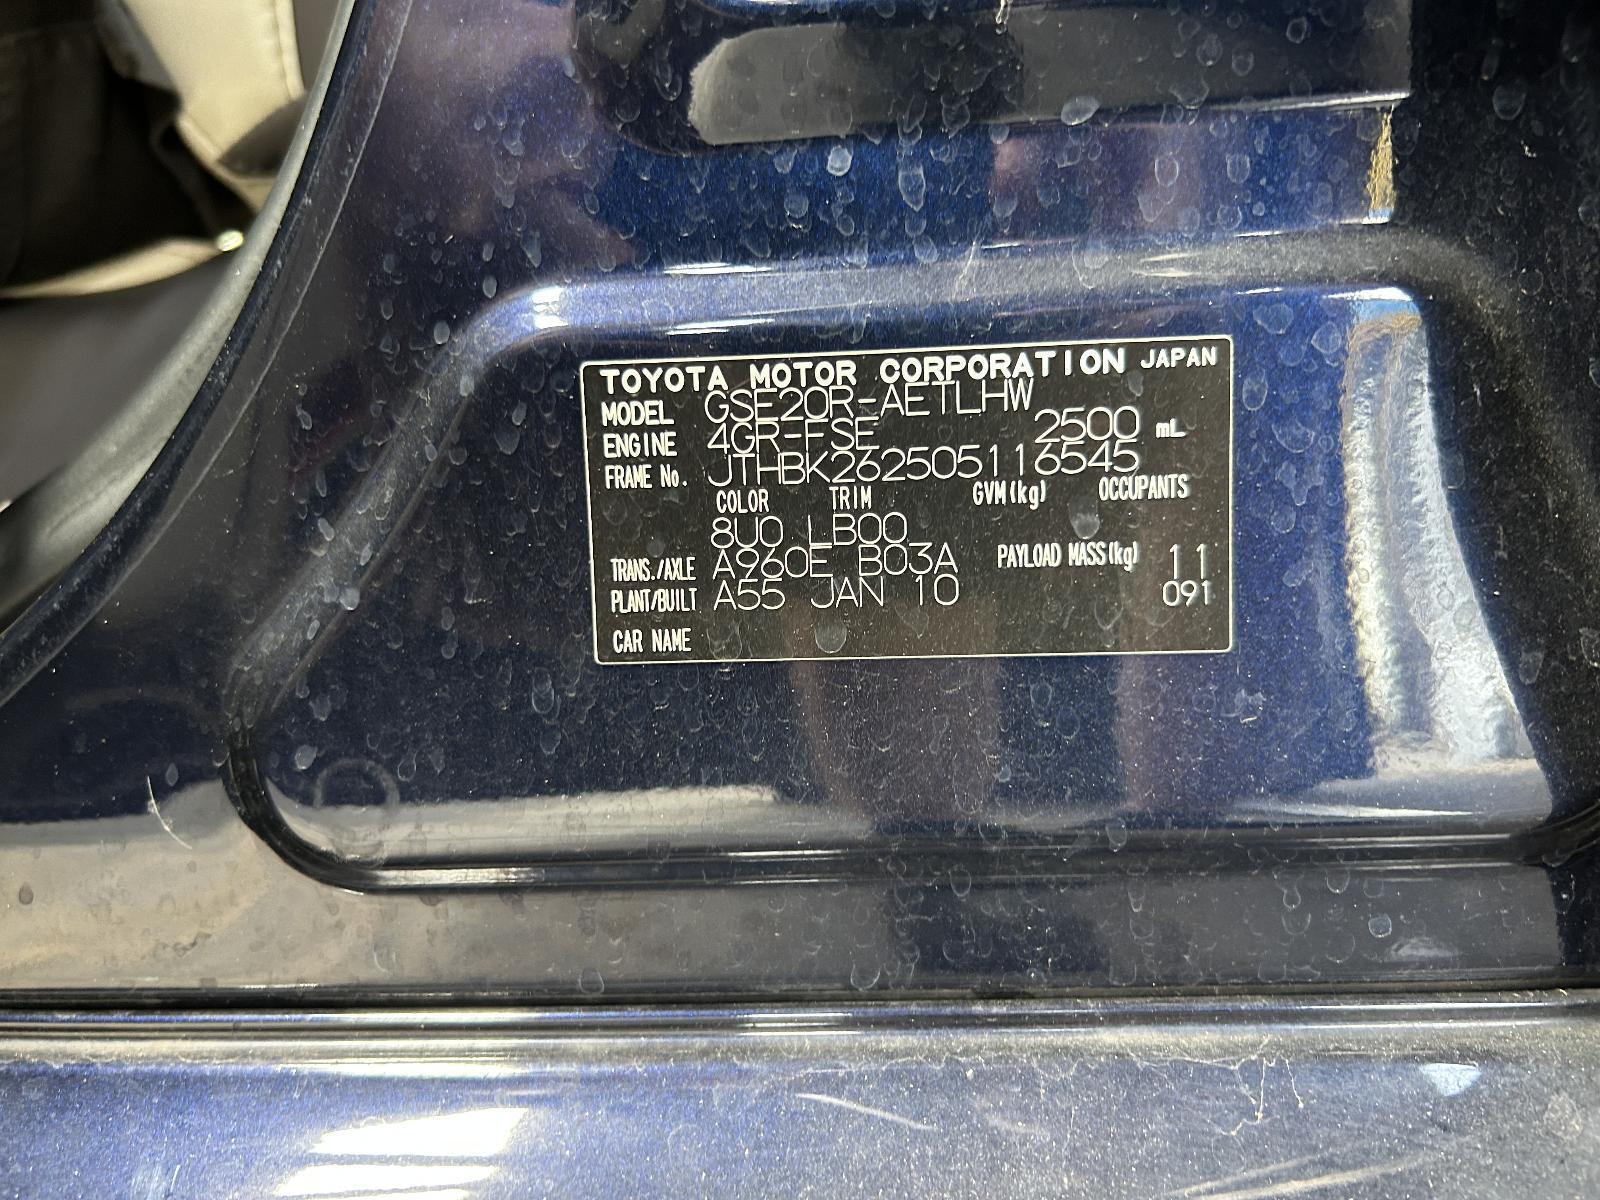 TOYOTA MOTOR CORPORATION JAPAN
MODEL GSE20R-AETLHW
ENGINE 4GR-FSE 2500 mL
FRAME No. JTHBK262505116545
COLOR TRIM GVM(kg) OCCUPANTS
8U0 LB00
TRANS./AXLE A960E B03A PAYLOAD MASS(kg) 11
PLANT/BUILT A55 JAN 10 091
CAR NAME